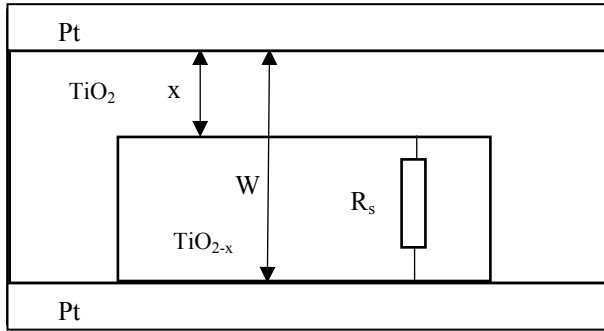 Pt
TiO₂ x
W
Rₛ
TiO₂₋ₓ
Pt